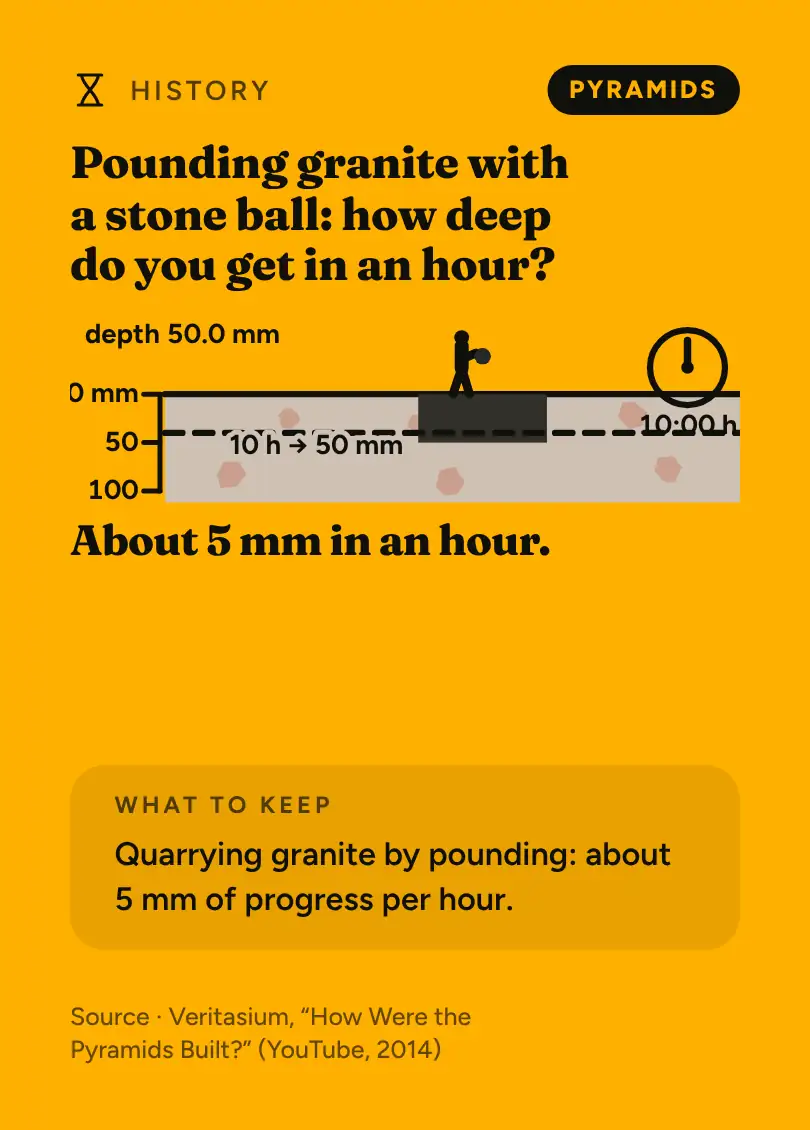 HISTORY
PYRAMIDS
Pounding granite with
a stone ball: how deep
do you get in an hour?
depth 50.0 mm
0 mm
10:00 h
50
10 h → 50 mm
100
About 5 mm in an hour.
WHAT TO KEEP
Quarrying granite by pounding: about
5 mm of progress per hour.
Source · Veritasium, “How Were the
Pyramids Built?” (YouTube, 2014)